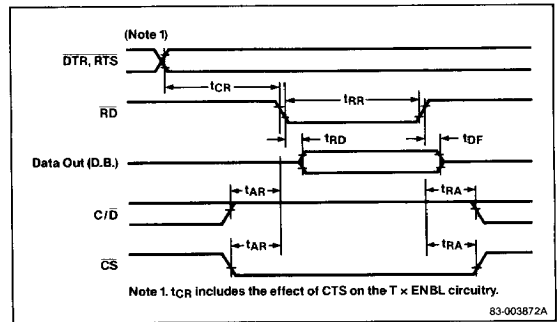 (Note 1)
DTR, RTS
tCR
tRR
RD
tRD
tDF
Data Out (D.B.)
tAR
tRA
C/D
tAR
tRA
CS
Note 1. tCR includes the effect of CTS on the T × ENBL circuitry.
83-003872A